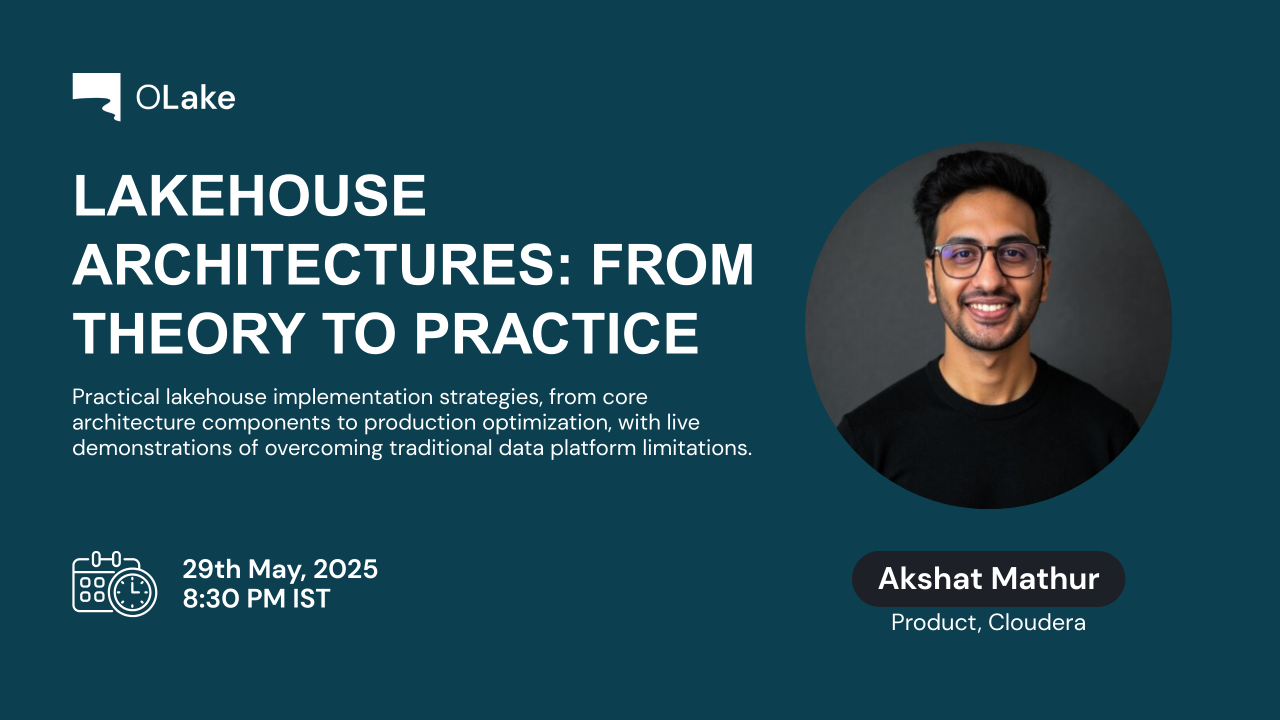 OLake
LAKEHOUSE
ARCHITECTURES: FROM
THEORY TO PRACTICE
Practical lakehouse implementation strategies, from core
architecture components to production optimization, with live
demonstrations of overcoming traditional data platform limitations.
29th May, 2025
8:30 PM IST
Akshat Mathur
Product, Cloudera